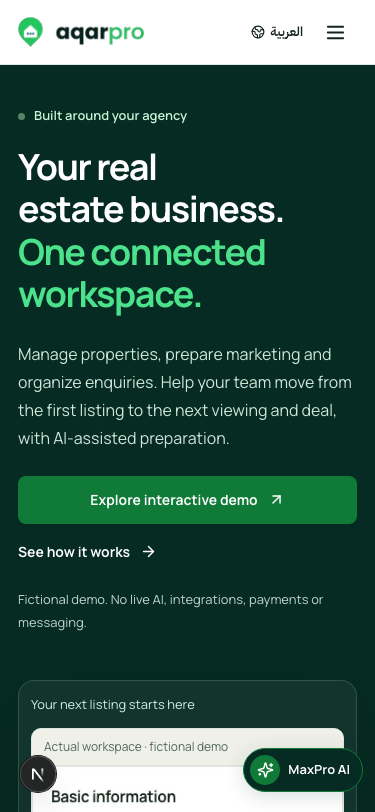 aqarpro
العربية
Built around your agency
Your real
estate business.
One connected
workspace.
Manage properties, prepare marketing and
organize enquiries. Help your team move from
the first listing to the next viewing and deal,
with AI-assisted preparation.
Explore interactive demo
See how it works
Fictional demo. No live AI, integrations, payments or
messaging.
Your next listing starts here
Actual workspace · fictional demo
N
MaxPro AI
Basic information